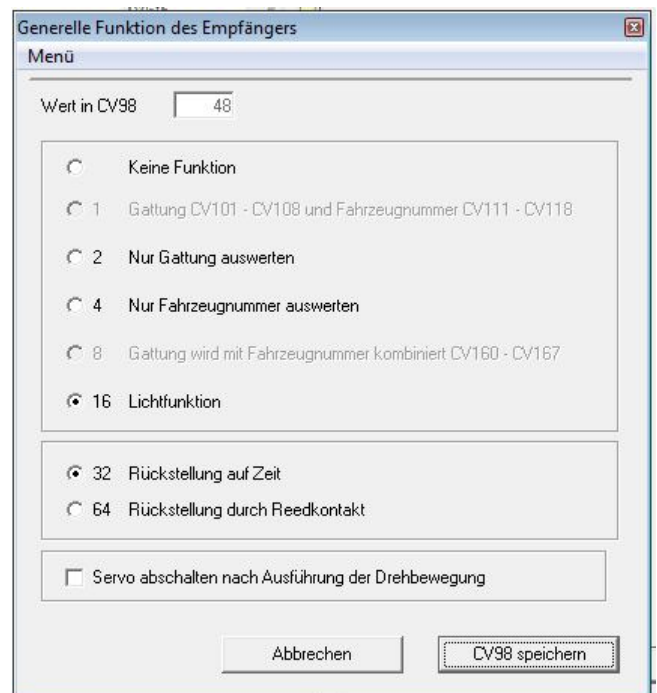 Generelle Funktion des Empfängers
Menü
Wert in CV98 48
Keine Funktion
1 Gattung CV101 - CV108 und Fahrzeugnummer CV111 - CV118
2 Nur Gattung auswerten
4 Nur Fahrzeugnummer auswerten
8 Gattung wird mit Fahrzeugnummer kombiniert CV160 - CV167
16 Lichtfunktion
32 Rückstellung auf Zeit
64 Rückstellung durch Reedkontakt
Servo abschalten nach Ausführung der Drehbewegung
Abbrechen CV98 speichern